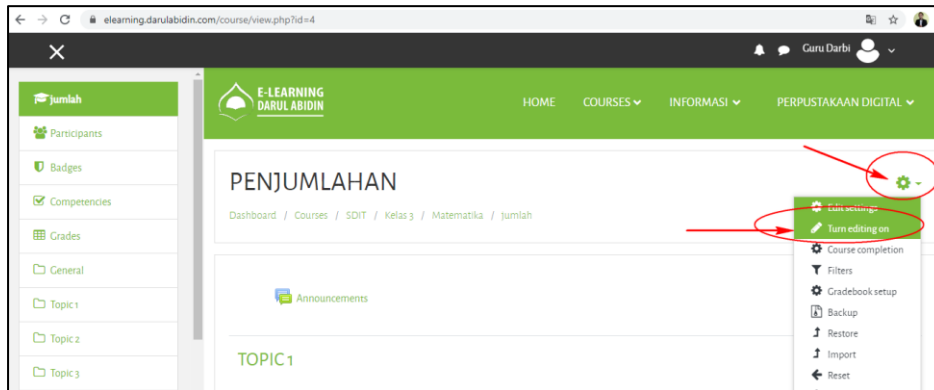 elearning.darulabidin.com/course/view.php?id=4
Guru Darbi
jumlah
Participants
Badges
Competencies
Grades
General
Topic 1
Topic 2
Topic 3
E-LEARNING
DARUL ABIDIN
HOME COURSES INFORMASI PERPUSTAKAAN DIGITAL
PENJUMLAHAN
Dashboard / Courses / SDIT / Kelas 3 / Matematika / jumlah
Edit settings
Turn editing on
Course completion
Filters
Gradebook setup
Backup
Restore
Import
Reset
Announcements
TOPIC 1